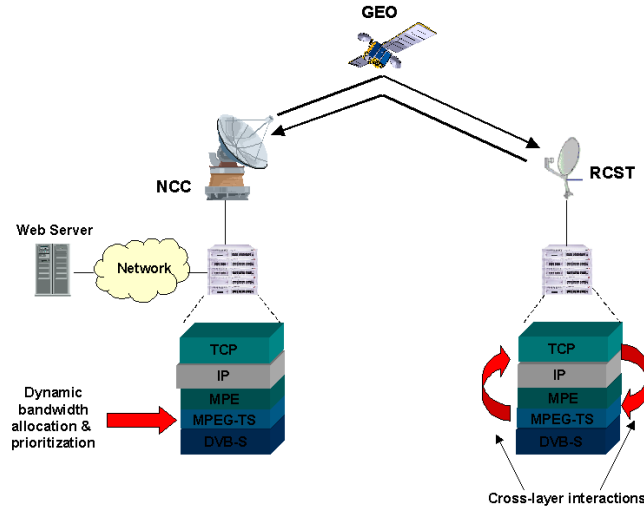 GEO
NCC
RCST
Web Server
Network
TCP
IP
MPE
MPEG-TS
DVB-S
Dynamic
bandwidth
allocation &
prioritization
TCP
IP
MPE
MPEG-TS
DVB-S
Cross-layer interactions